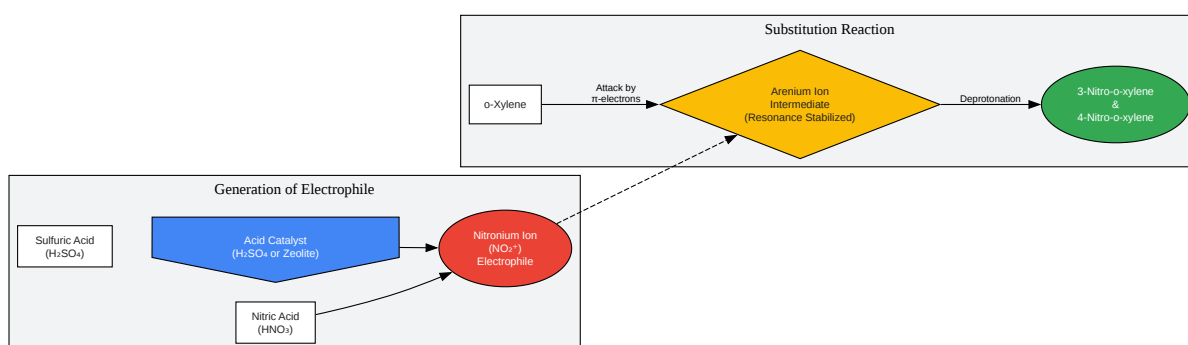 Substitution Reaction
o-Xylene
Attack by
π-electrons
Arenium Ion
Intermediate
(Resonance Stabilized)
Deprotonation
3-Nitro-o-xylene
&
4-Nitro-o-xylene
Generation of Electrophile
Sulfuric Acid
(H₂SO₄)
Acid Catalyst
(H₂SO₄ or Zeolite)
Nitronium Ion
(NO₂⁺)
Electrophile
Nitric Acid
(HNO₃)